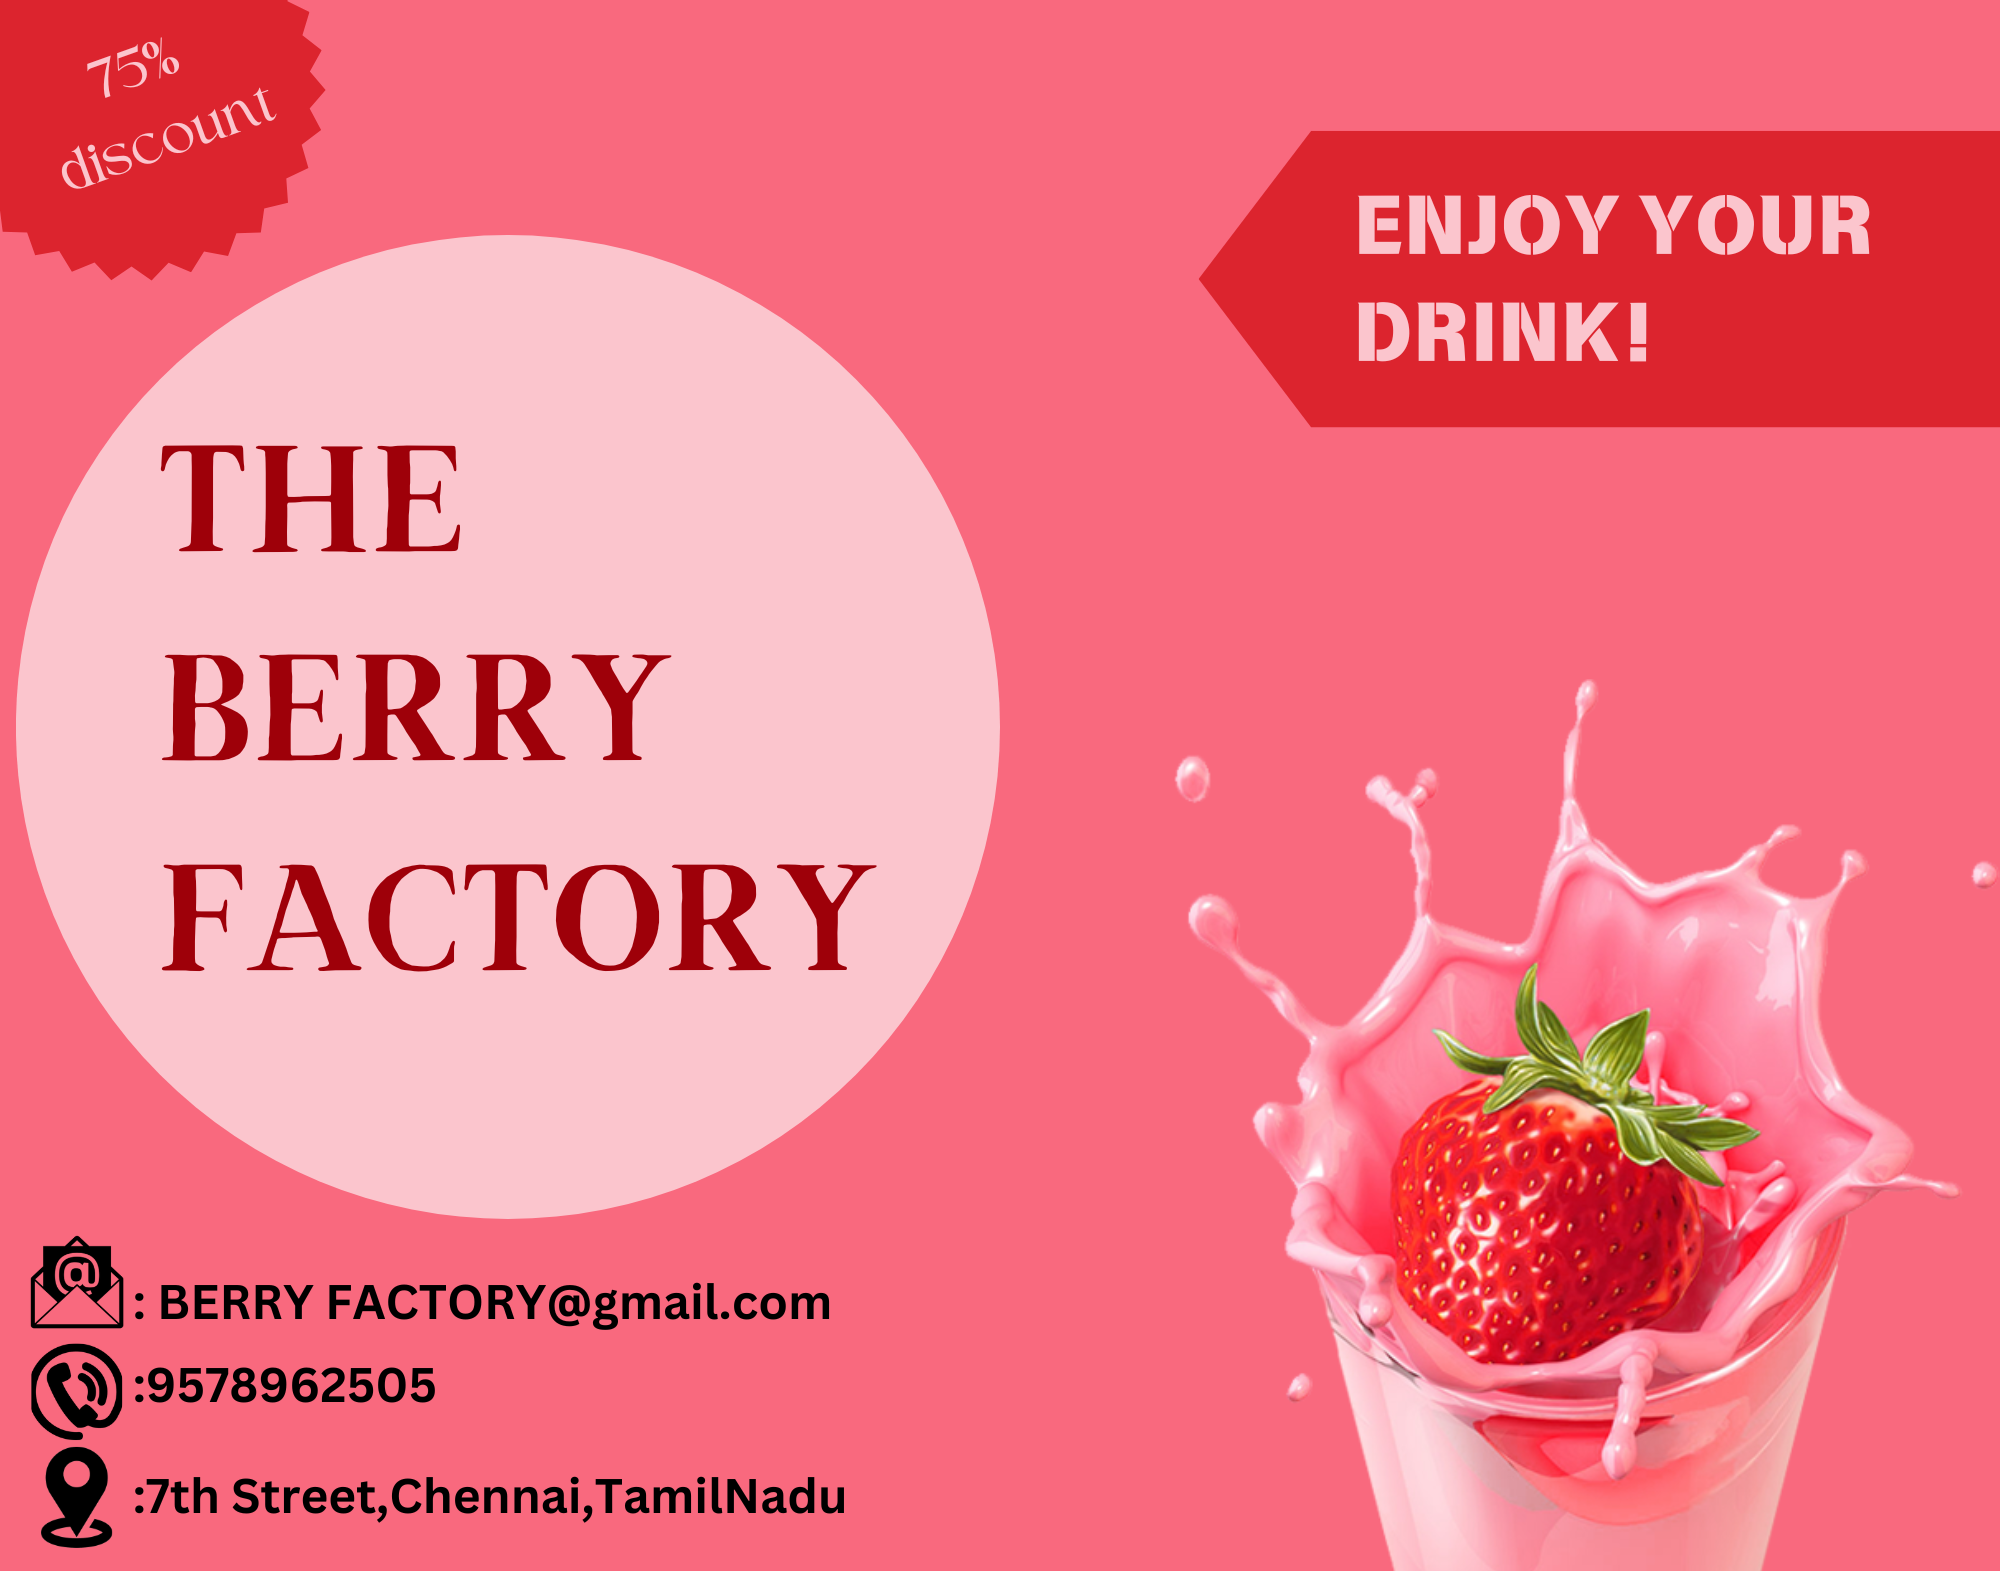 75%
discount
ENJOY YOUR
DRINK!
THE
BERRY
FACTORY
@
: BERRY FACTORY@gmail.com
:9578962505
:7th Street,Chennai,TamilNadu